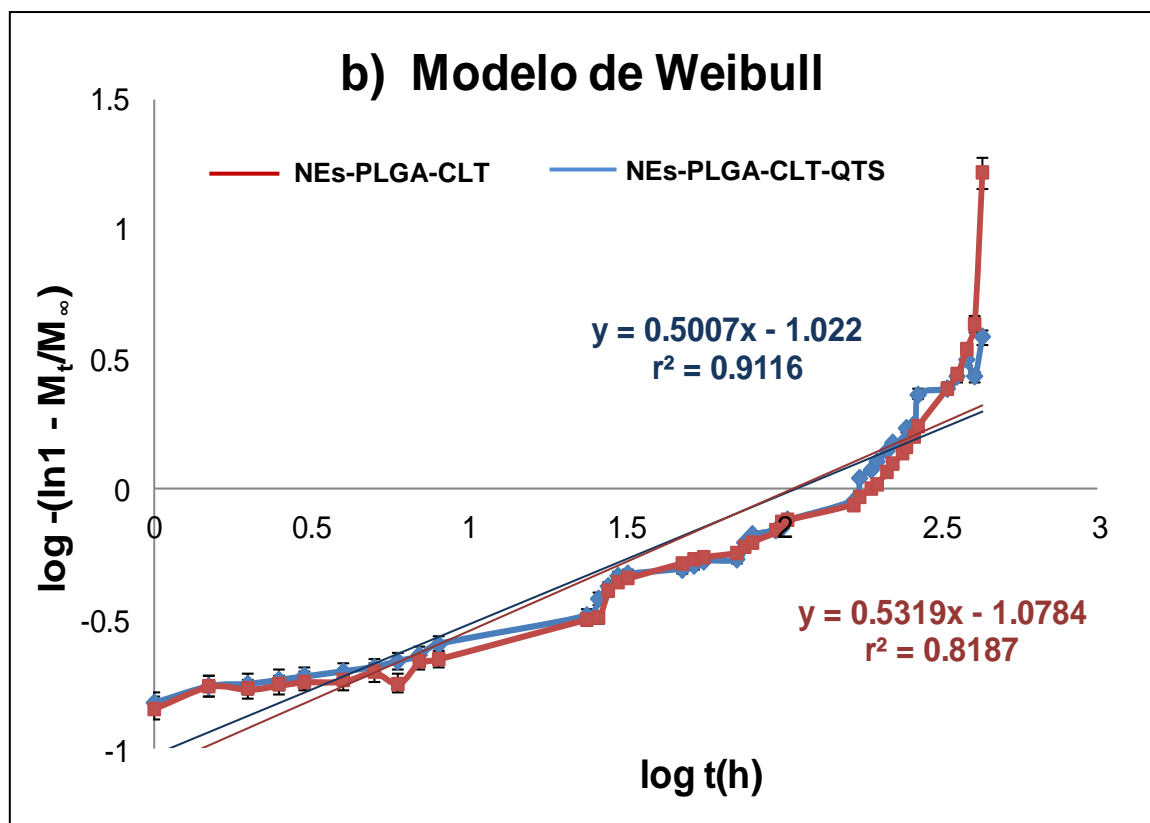 b) Modelo de Weibull
1.5
NEs-PLGA-CLT
NEs-PLGA-CLT-QTS
1
y = 0.5007x - 1.022
r² = 0.9116
0.5
0
0
0.5
1
1.5
2
2.5
3
y = 0.5319x - 1.0784
r² = 0.8187
-0.5
-1
log t(h)
log -(ln1 - Mₜ/M∞)